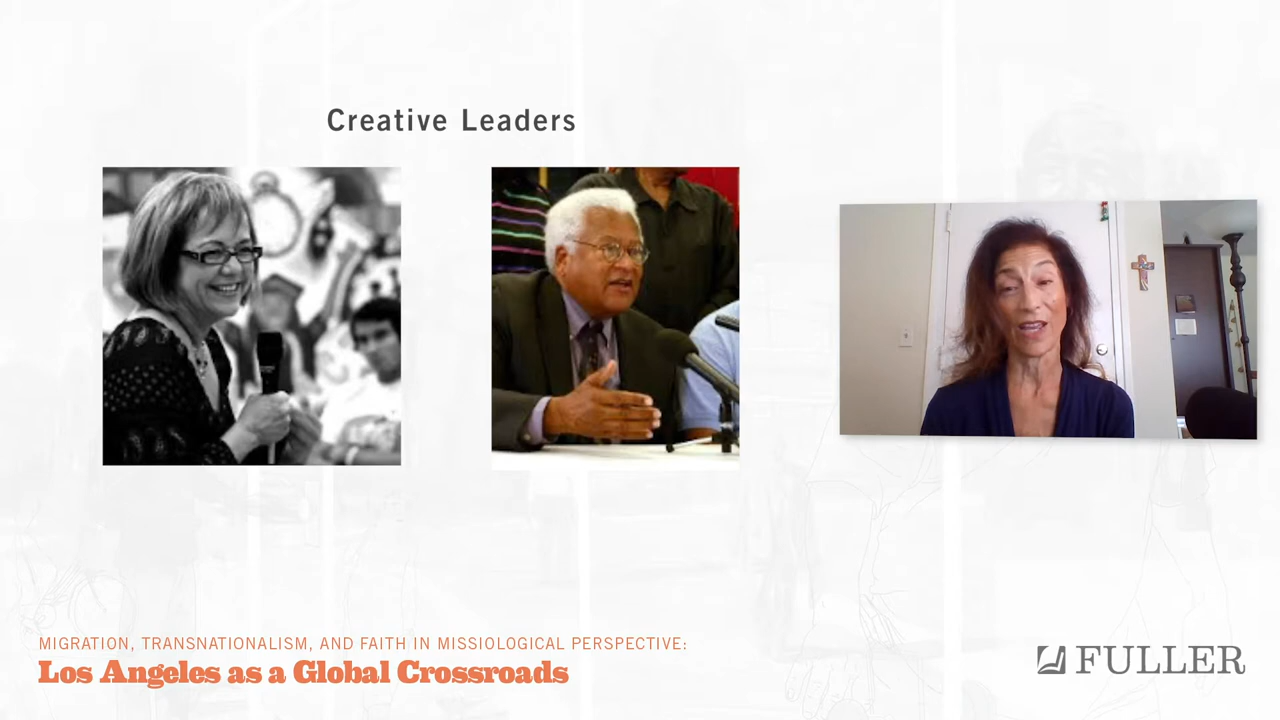 Creative Leaders
MIGRATION, TRANSNATIONALISM, AND FAITH IN MISSIOLOGICAL PERSPECTIVE:
Los Angeles as a Global Crossroads
FULLER